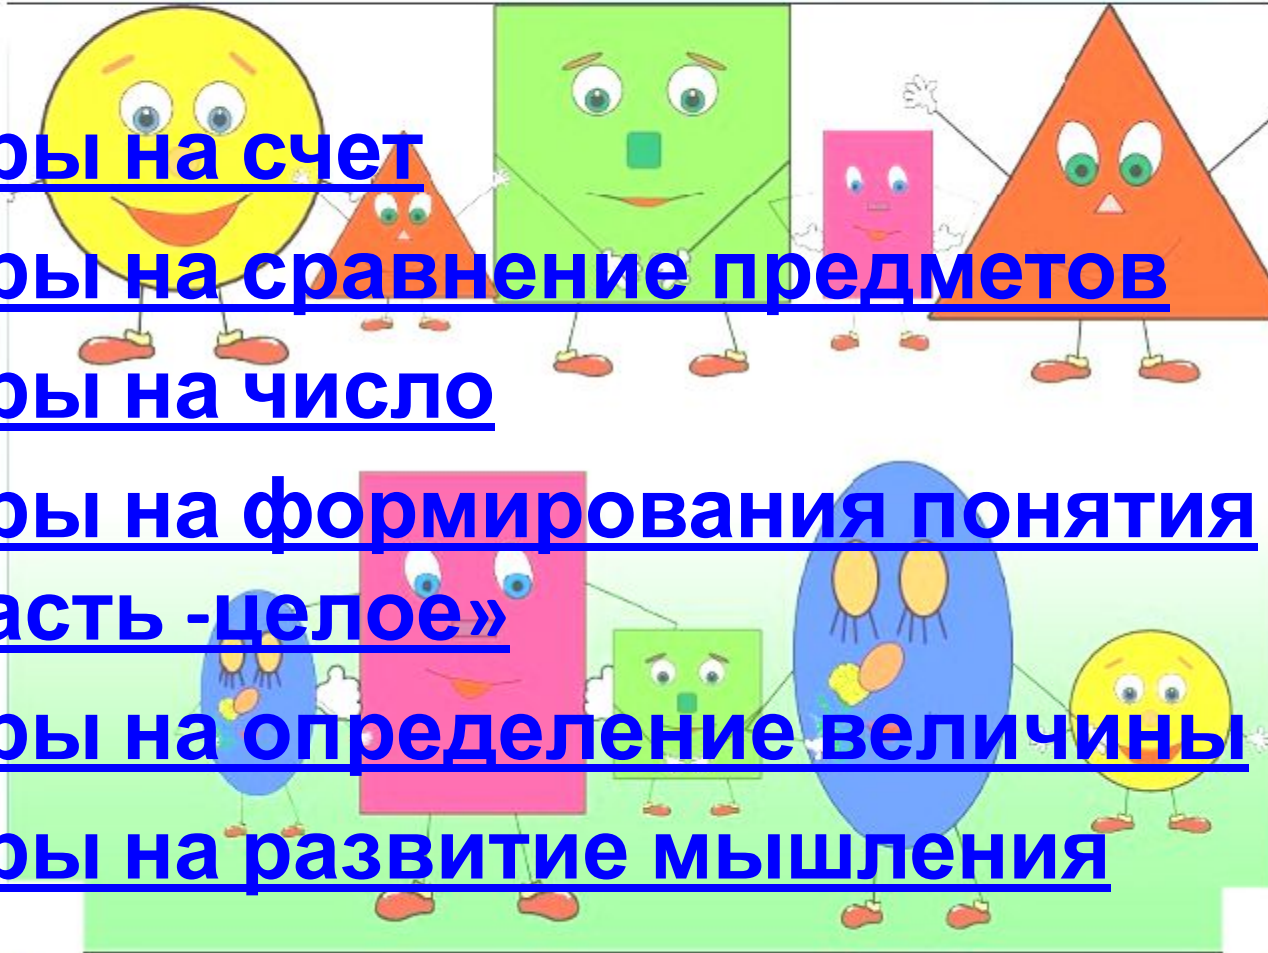 ры на счет
ры на сравнение предметов
ры на число
ры на формирования понятия
асть -целое»
ры на определение величины
ры на развитие мышления